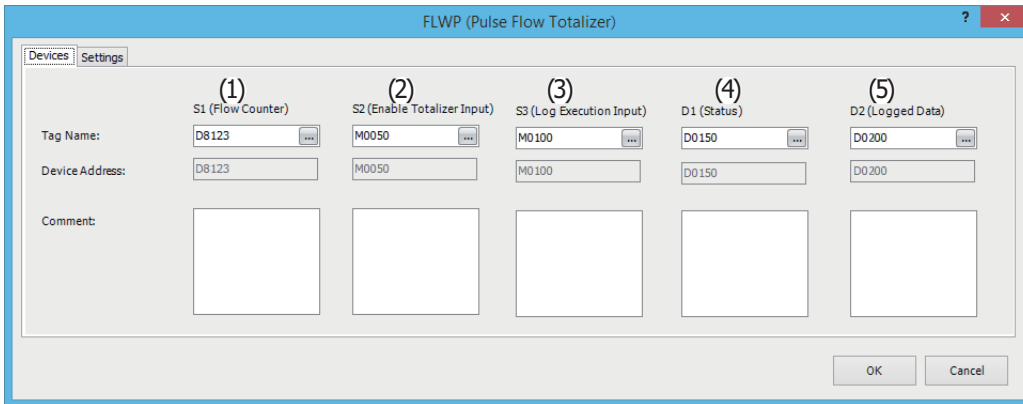 FLWP (Pulse Flow Totalizer)
? ×
Devices Settings
(1) (2) (3) (4) (5)
S1 (Flow Counter) S2 (Enable Totalizer Input) S3 (Log Execution Input) D1 (Status) D2 (Logged Data)
Tag Name: D8123 ... M0050 ... M0100 ... D0150 ... D0200 ...
Device Address: D8123 M0050 M0100 D0150 D0200
Comment:
OK Cancel